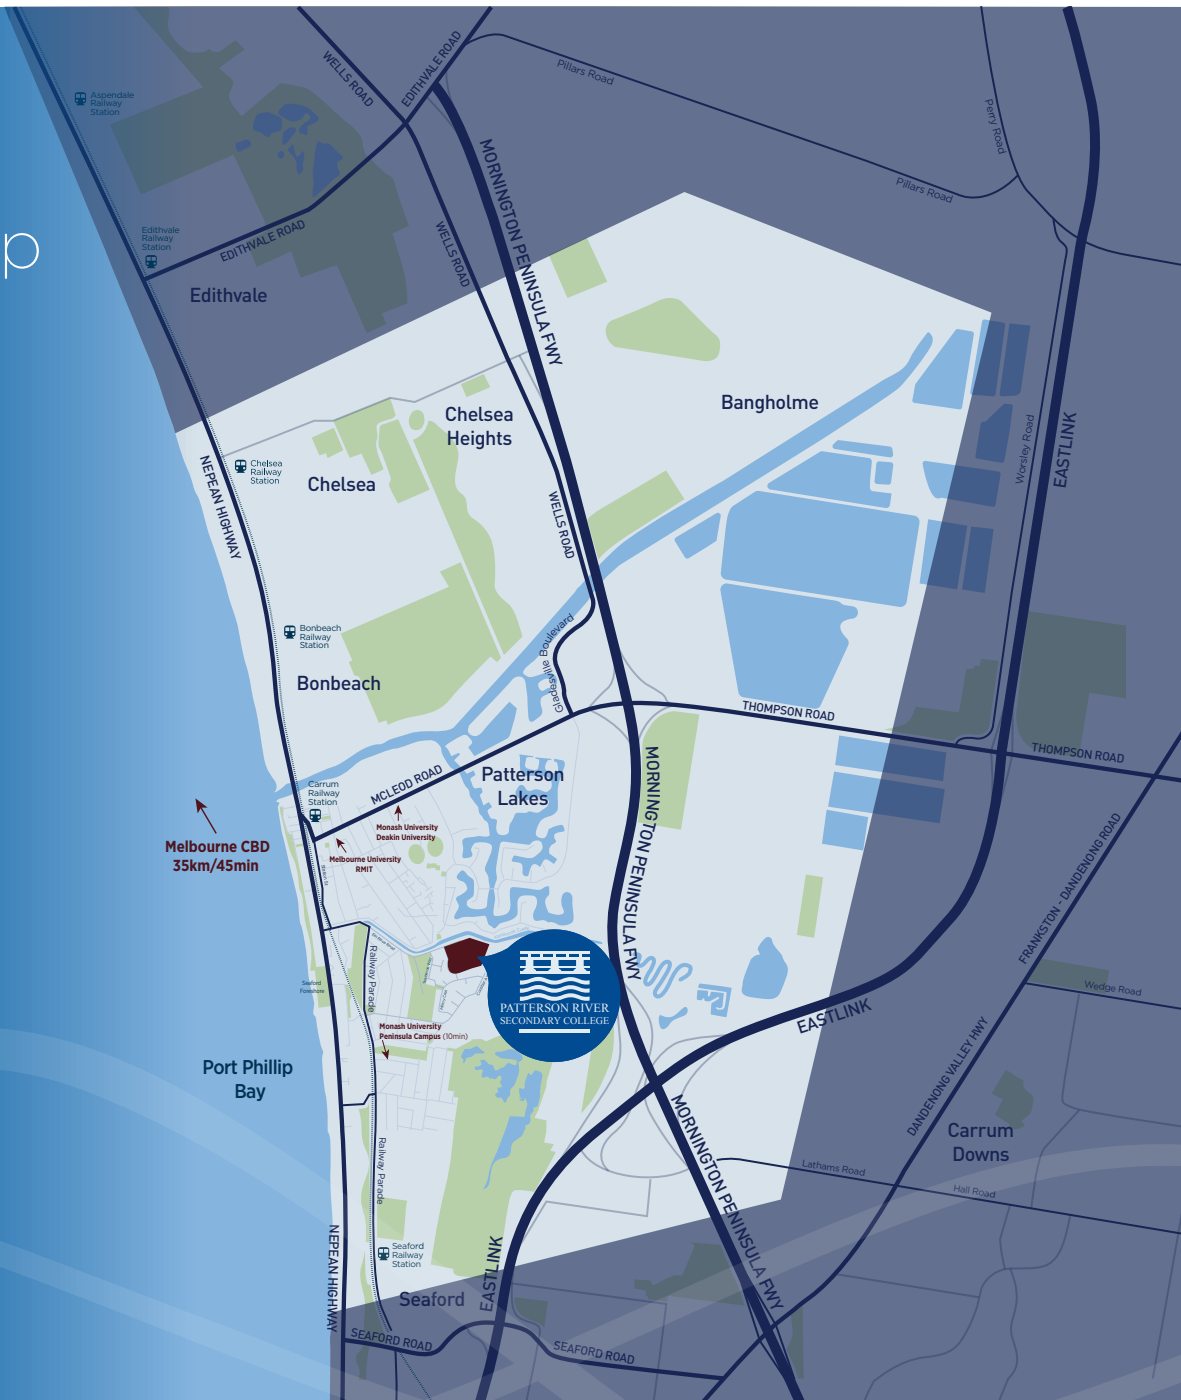 p
WELLS ROAD
EDITHVALE ROAD
Pillars Road
Aspendale
Railway
Station
Perry Road
MORNINGTON PENINSULA FWY
Pillars Road
Edithvale
Railway
Station
EDITHVALE ROAD
WELLS ROAD
Edithvale
Chelsea
Heights
Bangholme
Worsley Road
EASTLINK
NEPEAN HIGHWAY
Chelsea
Railway
Station
Chelsea
WELLS ROAD
Bonbeach
Railway
Station
Gladesville Boulevard
Bonbeach
THOMPSON ROAD
THOMPSON ROAD
MCLEOD ROAD
Patterson
Lakes
MORNINGTON PENINSULA FWY
Carrum
Railway
Station
Melbourne CBD
35km/45min
Monash University
Deakin University
Melbourne University
RMIT
Station St
FRANKSTON - DANDENONG ROAD
Railway Parade
Seaford
Foreshore
PATTERSON RIVER
SECONDARY COLLEGE
Wedge Road
EASTLINK
Monash University
Peninsula Campus (10min)
Port Phillip
Bay
DANDENONG VALLEY HWY
MORNINGTON PENINSULA FWY
Carrum
Downs
Railway Parade
Lathams Road
Hall Road
NEPEAN HIGHWAY
Seaford
Railway
Station
EASTLINK
Seaford
SEAFORD ROAD
SEAFORD ROAD